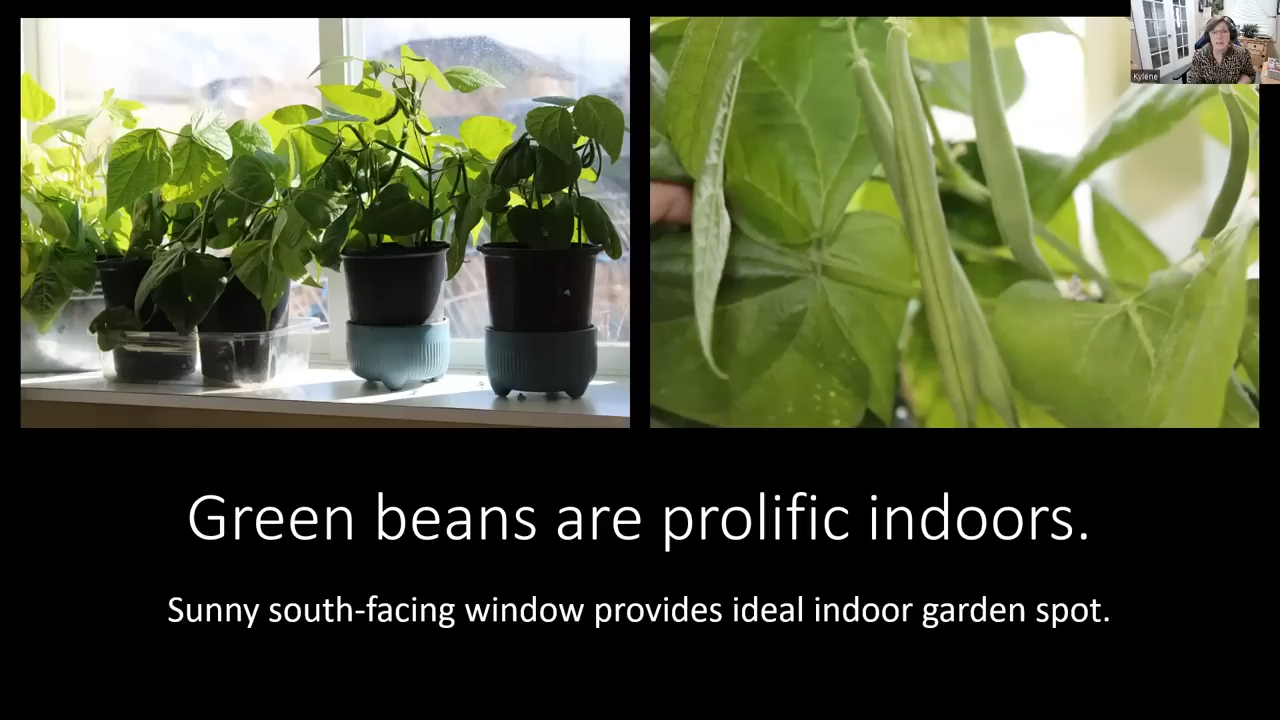 Kylene
Green beans are prolific indoors.
Sunny south-facing window provides ideal indoor garden spot.